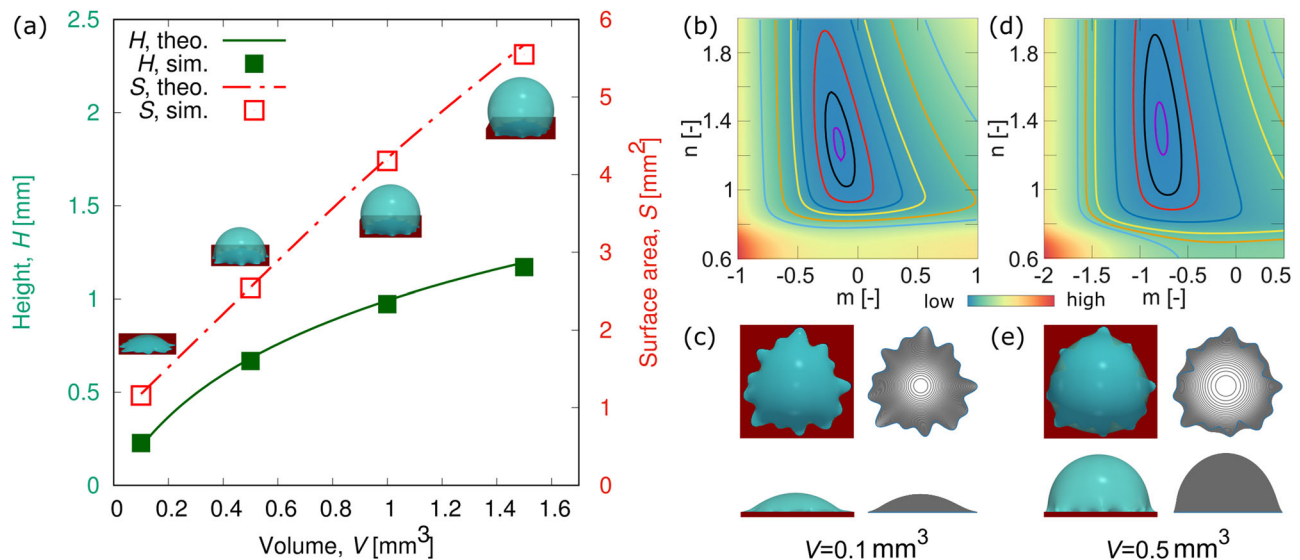 (a)
Height, H [mm]
2.5
2
1.5
1
0.5
0
H, theo.
H, sim.
S, theo.
S, sim.
6
5
4
3
2
1
0
Surface area, S [mm²]
0 0.2 0.4 0.6 0.8 1 1.2 1.4 1.6
Volume, V [mm³]
(b)
n [-]
1.8
1.4
1
0.6
-1 -0.5 0 0.5 1
m [-]
low high
(d)
n [-]
1.8
1.4
1
0.6
-2 -1.5 -1 -0.5 0 0.5
m [-]
(c)
V=0.1 mm³
(e)
V=0.5 mm³